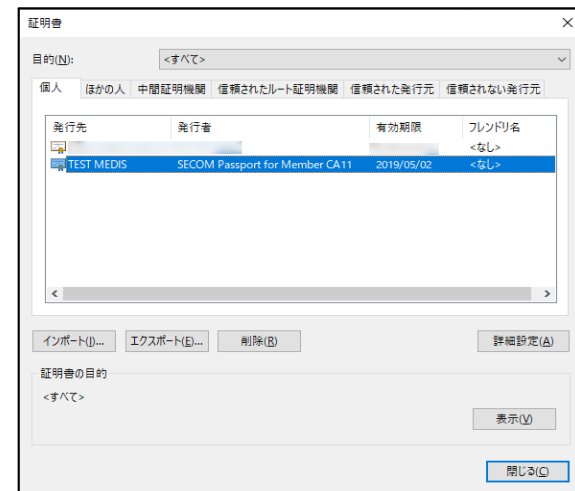 証明書
目的(N): <すべて>
個人 ほかの人 中間証明機関 信頼されたルート証明機関 信頼された発行元 信頼されない発行元
発行先 発行者 有効期限 フレンドリ名
<なし>
TEST MEDIS SECOM Passport for Member CA11 2019/05/02 <なし>
インポート(I)... エクスポート(E)... 削除(R) 詳細設定(A)
証明書の目的
<すべて>
表示(V)
閉じる(C)